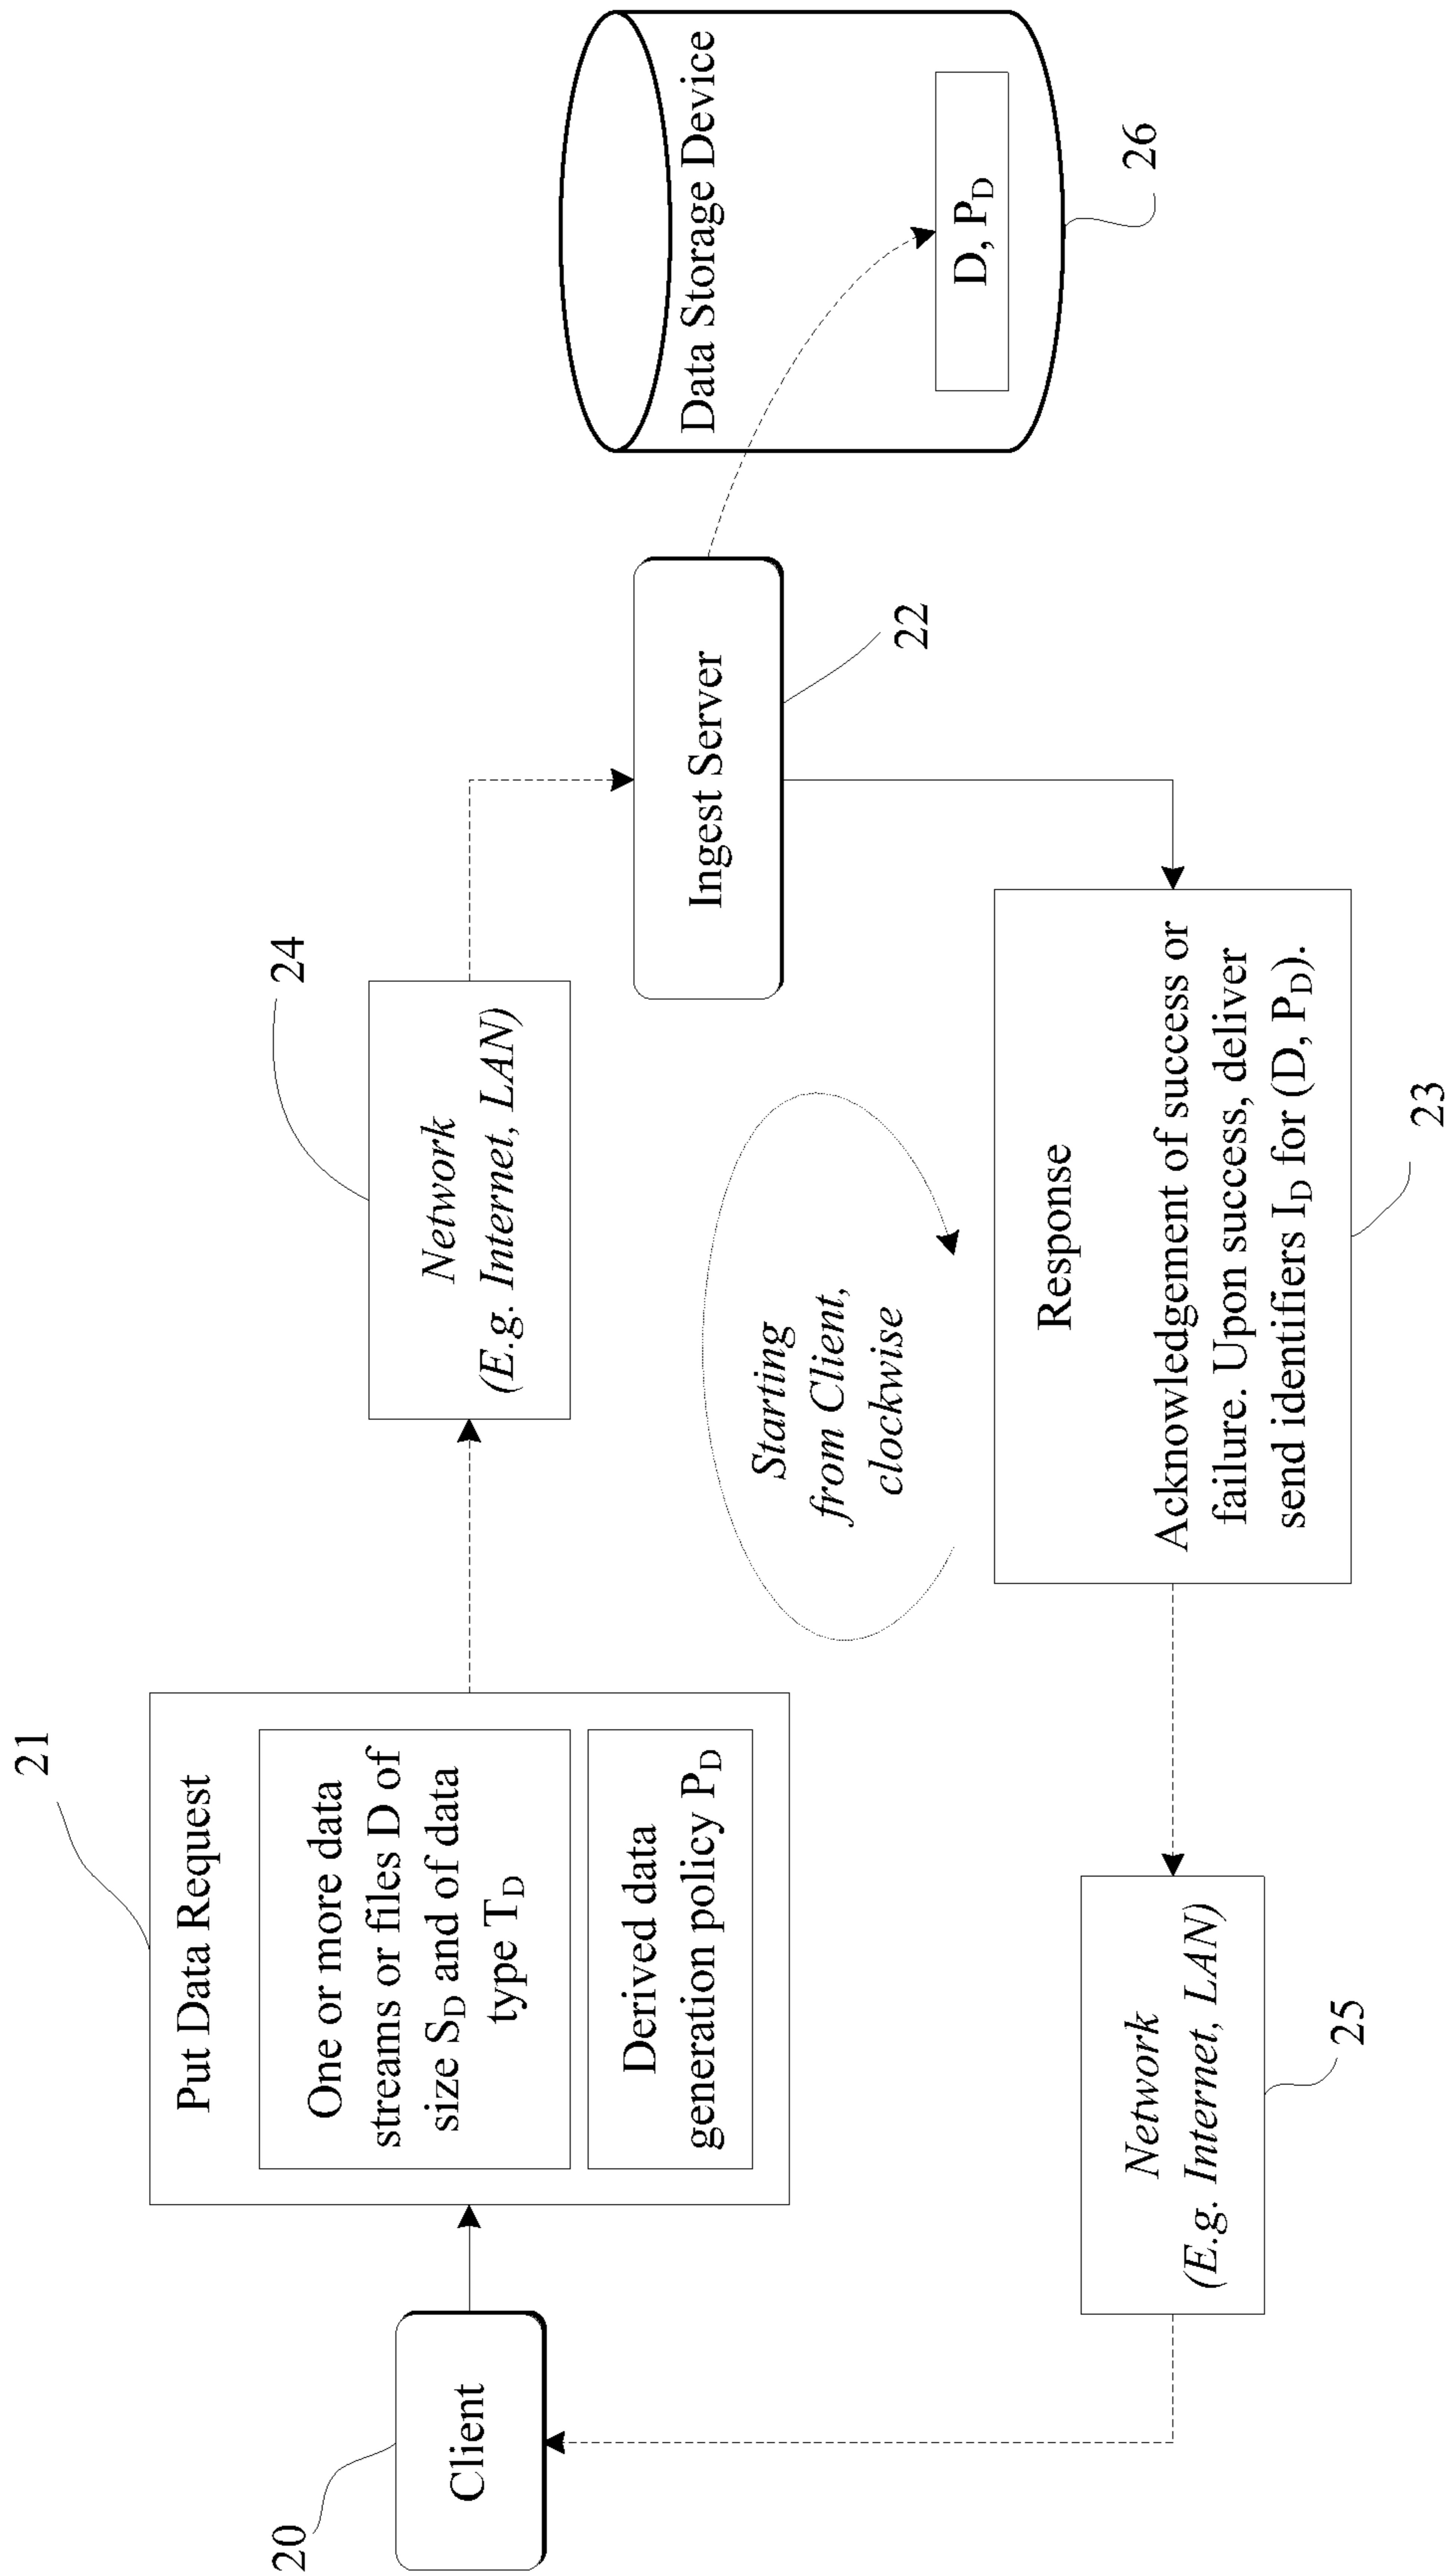 21
Put Data Request
One or more data
streams or files D of
size S_D and of data
type T_D
Derived data
generation policy P_D
24
Network
(E.g. Internet, LAN)
20
Client
Ingest Server
22
Data Storage Device
D, P_D
26
Starting
from Client,
clockwise
Response
Acknowledgement of success or
failure. Upon success, deliver
send identifiers I_D for (D, P_D).
23
Network
(E.g. Internet, LAN)
25